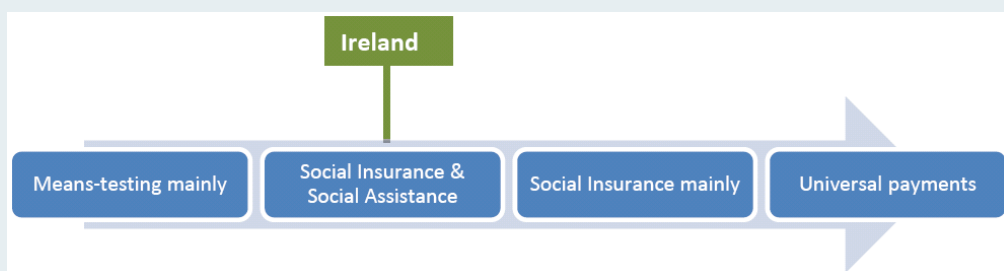 Ireland
Means-testing mainly
Social Insurance &
Social Assistance
Social Insurance mainly
Universal payments